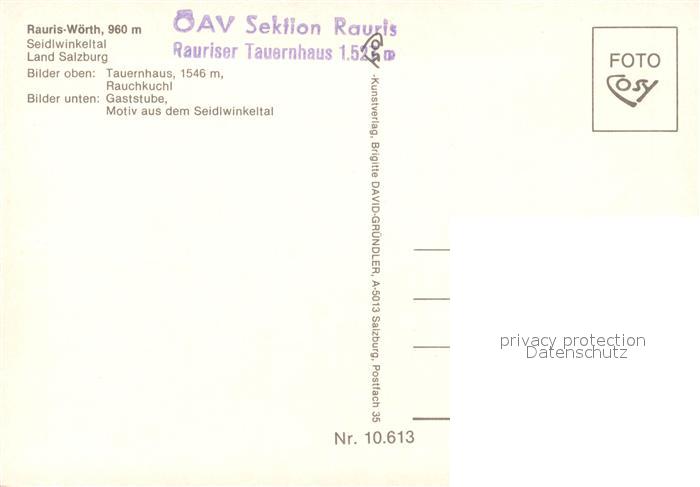 Rauris-Wörth, 960 m
Seidlwinkeltal
Land Salzburg
Bilder oben: Tauernhaus, 1546 m,
Rauchkuchl
Bilder unten: Gaststube,
Motiv aus dem Seidlwinkeltal
ÖAV Sektion Rauris
Rauriser Tauernhaus
-Kunstverlag, Brigitte DAVID-GRÜNDLER, A-5013 Salzburg, Postfach 35
FOTO
Cosy
privacy protection
Datenschutz
Nr. 10.613